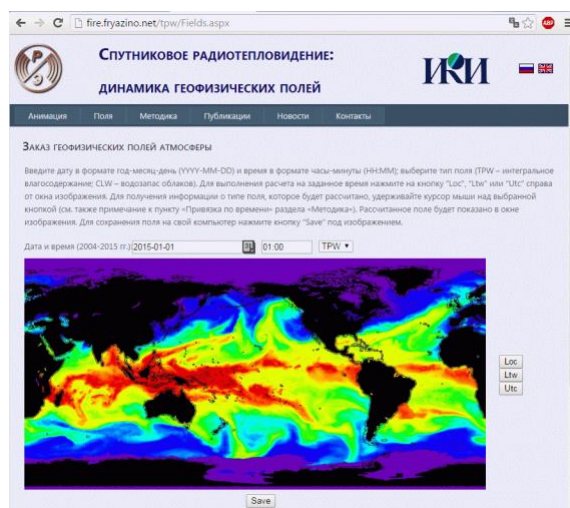 fire.fryazino.net/tpw/Fields.aspx
Спутниковое радиотепловидение:
динамика геофизических полей
ИКИ
Анимация Поля Методика Публикации Новости Контакты
Заказ геофизических полей атмосферы
Введите дату в формате год-месяц-день (YYYY-MM-DD) и время в формате часы-минуты (HH:MM); выберите тип поля (TPW – интегральное
влагосодержание; CLW – водозапас облаков). Для выполнения расчета на заданное время нажмите на кнопку "Loc", "Ltw" или "Utc" справа
от окна изображения. Для получения информации о типе поля, которое будет рассчитано, удерживайте курсор мыши над выбранной
кнопкой (см. также примечание к пункту «Привязка по времени» раздела «Методика»). Рассчитанное поле будет показано в окне
изображения. Для сохранения поля на свой компьютер нажмите кнопку "Save" под изображением.
Дата и время (2004-2015 гг.) 2015-01-01 01:00 TPW
Loc
Ltw
Utc
Save